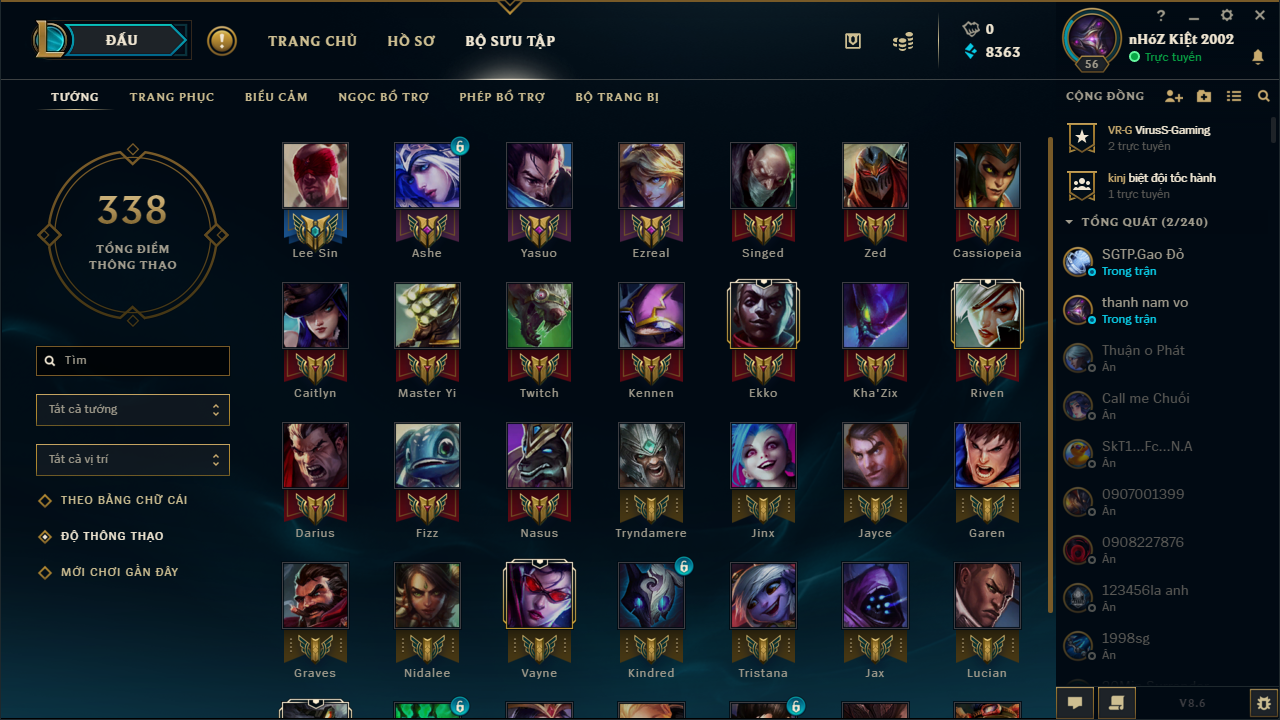 ĐẤU
TRANG CHỦ
HỒ SƠ
BỘ SƯU TẬP
0
8363
56
nHóZ KiỆt 2002
Trực tuyến
TƯỚNG
TRANG PHỤC
BIỂU CẢM
NGỌC BỔ TRỢ
PHÉP BỔ TRỢ
BỘ TRANG BỊ
CỘNG ĐỒNG
338
TỔNG ĐIỂM
THÔNG THẠO
Tìm
Tất cả tướng
Tất cả vị trí
THEO BẢNG CHỮ CÁI
ĐỘ THÔNG THẠO
MỚI CHƠI GẦN ĐÂY
6
Lee Sin
Ashe
Yasuo
Ezreal
Singed
Zed
Cassiopeia
Caitlyn
Master Yi
Twitch
Kennen
Ekko
Kha'Zix
Riven
Darius
Fizz
Nasus
Tryndamere
Jinx
Jayce
Garen
6
Graves
Nidalee
Vayne
Kindred
Tristana
Jax
Lucian
6
6
VR-G VirusS-Gaming
2 trực tuyến
kinj biệt đội tốc hành
1 trực tuyến
TỔNG QUÁT (2/240)
SGTP.Gao Đỏ
Trong trận
thanh nam vo
Trong trận
Thuận o Phát
Ẩn
Call me Chuối
Ẩn
SkT1...Fc...N.A
Ẩn
0907001399
Ẩn
0908227876
Ẩn
123456la anh
Ẩn
1998sg
Ẩn
V8.6